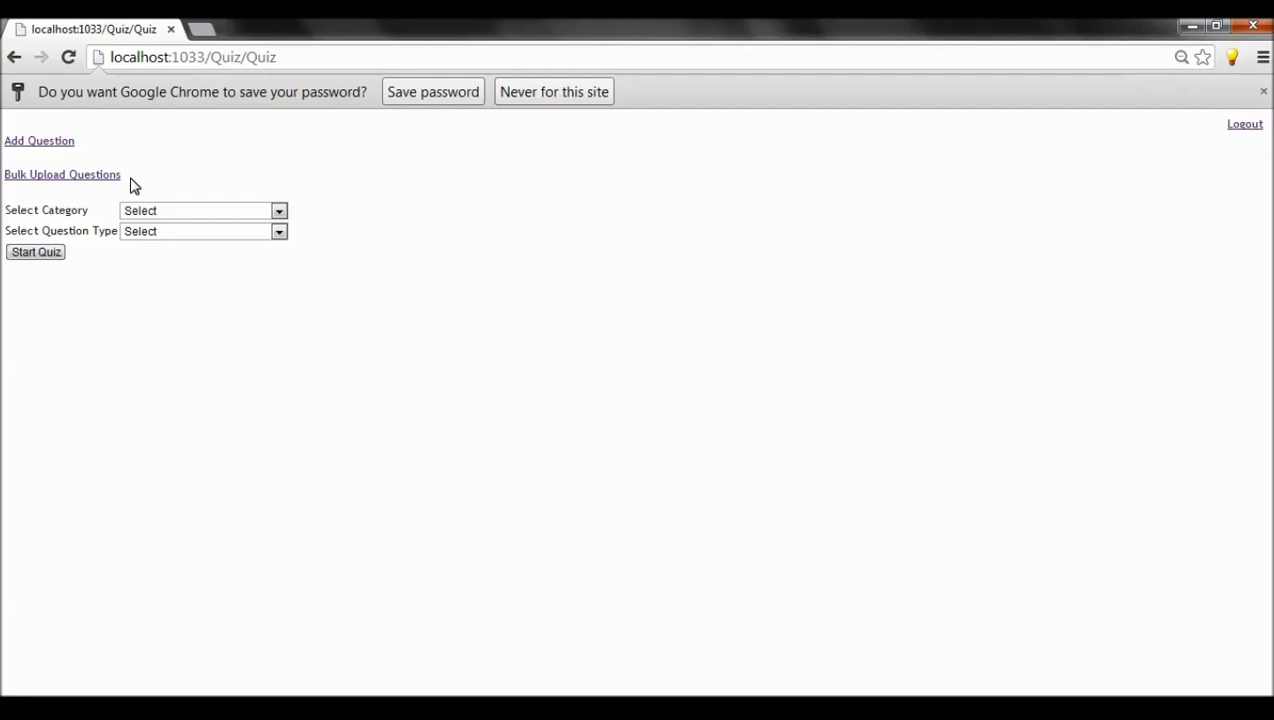 localhost:1033/Quiz/Quiz
localhost:1033/Quiz/Quiz
Do you want Google Chrome to save your password? Save password Never for this site
Logout
Add Question
Bulk Upload Questions
Select Category Select
Select Question Type Select
Start Quiz